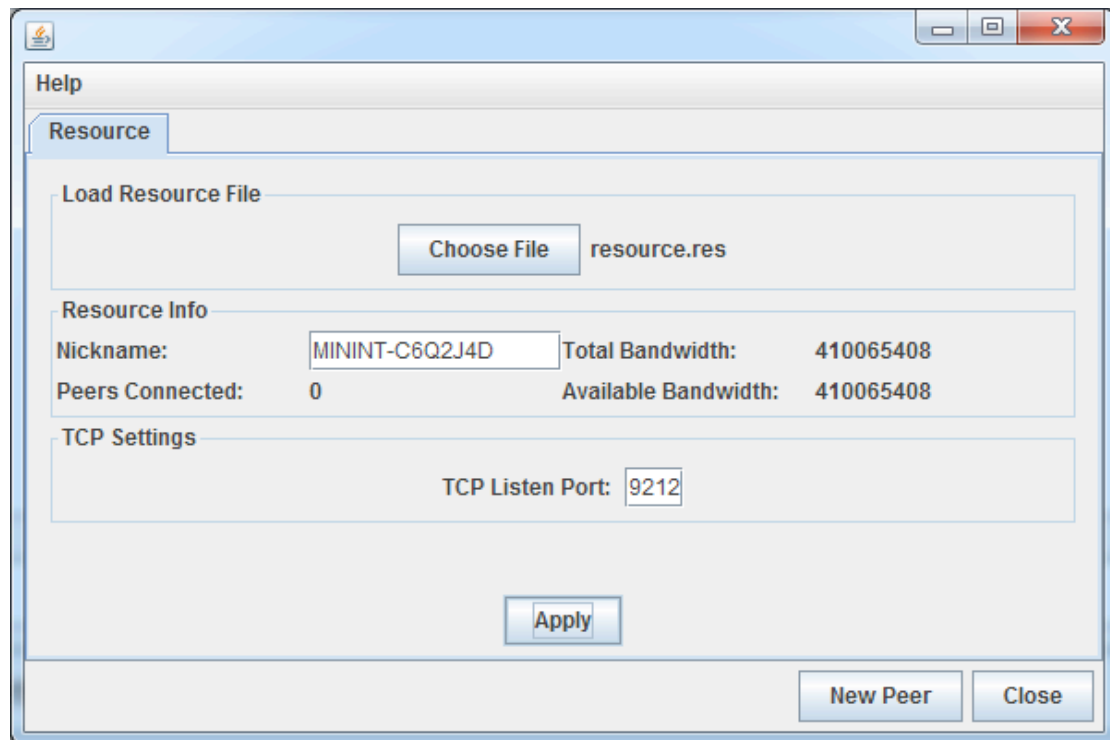 Help
Resource
Load Resource File
Choose File resource.res
Resource Info
Nickname: MININT-C6Q2J4D Total Bandwidth: 410065408
Peers Connected: 0 Available Bandwidth: 410065408
TCP Settings
TCP Listen Port: 9212
Apply
New Peer Close